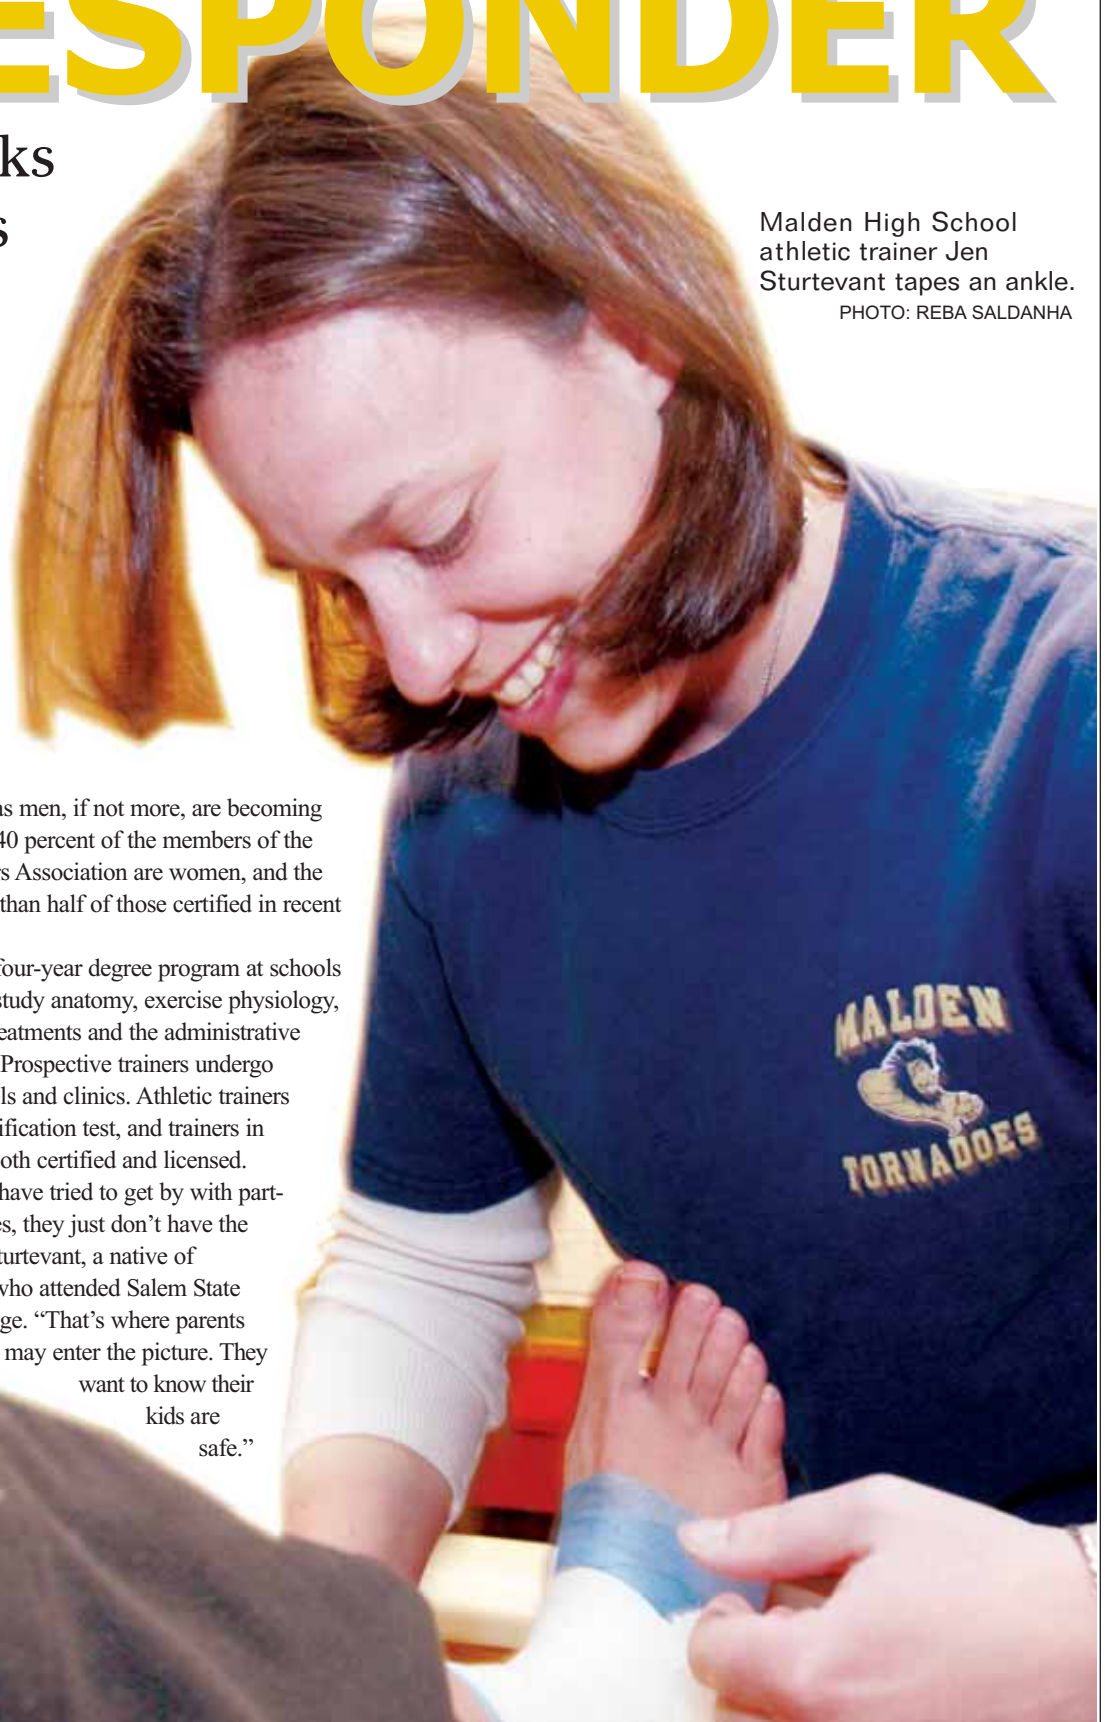 ESPONDER
ks
s
Malden High School
athletic trainer Jen
Sturtevant tapes an ankle.
PHOTO: REBA SALDANHA
as men, if not more, are becoming
40 percent of the members of the
rs Association are women, and the
than half of those certified in recent
four-year degree program at schools
study anatomy, exercise physiology,
eatments and the administrative
Prospective trainers undergo
ls and clinics. Athletic trainers
ification test, and trainers in
oth certified and licensed.
have tried to get by with part-
es, they just don’t have the
turtevant, a native of
who attended Salem State
ge. “That’s where parents
may enter the picture. They
want to know their
kids are
safe.”
MALDEN
TORNADOES